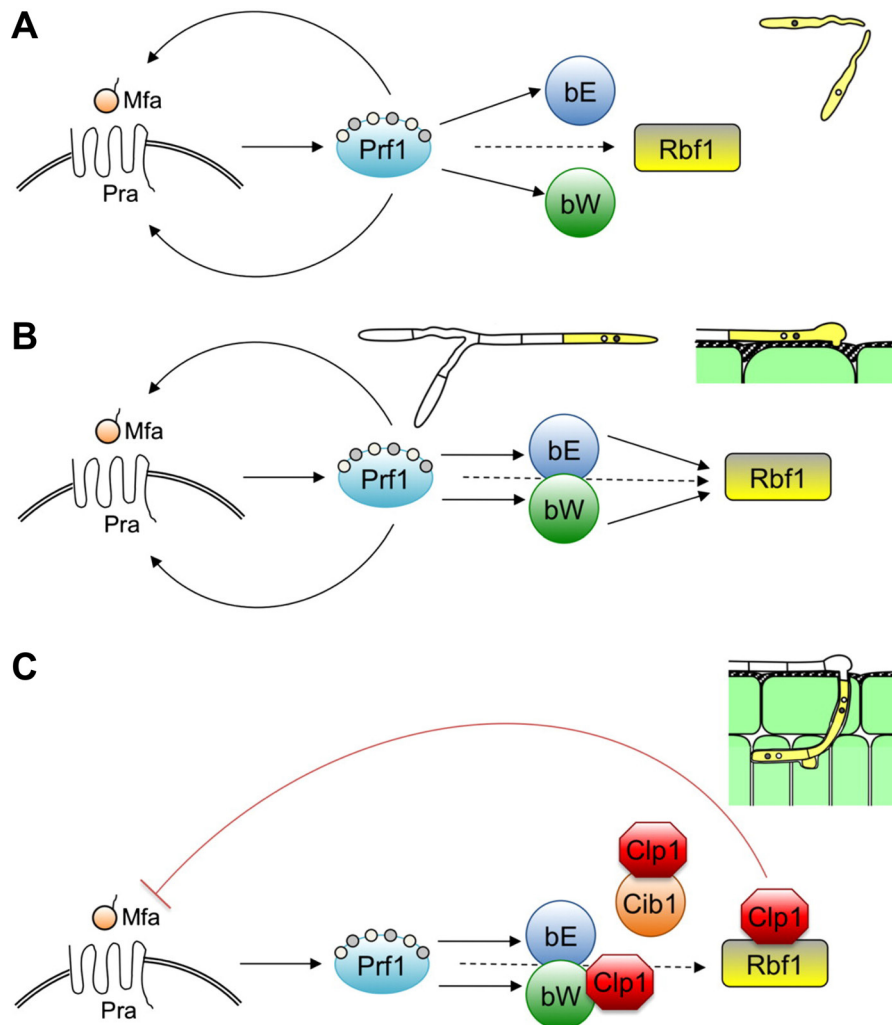 A
Mfa
Pra
Prf1
bE
bW
Rbf1
B
Mfa
Pra
Prf1
bE
bW
Rbf1
C
Mfa
Pra
Prf1
bE
bW
Clp1
Clp1
Cib1
Clp1
Rbf1